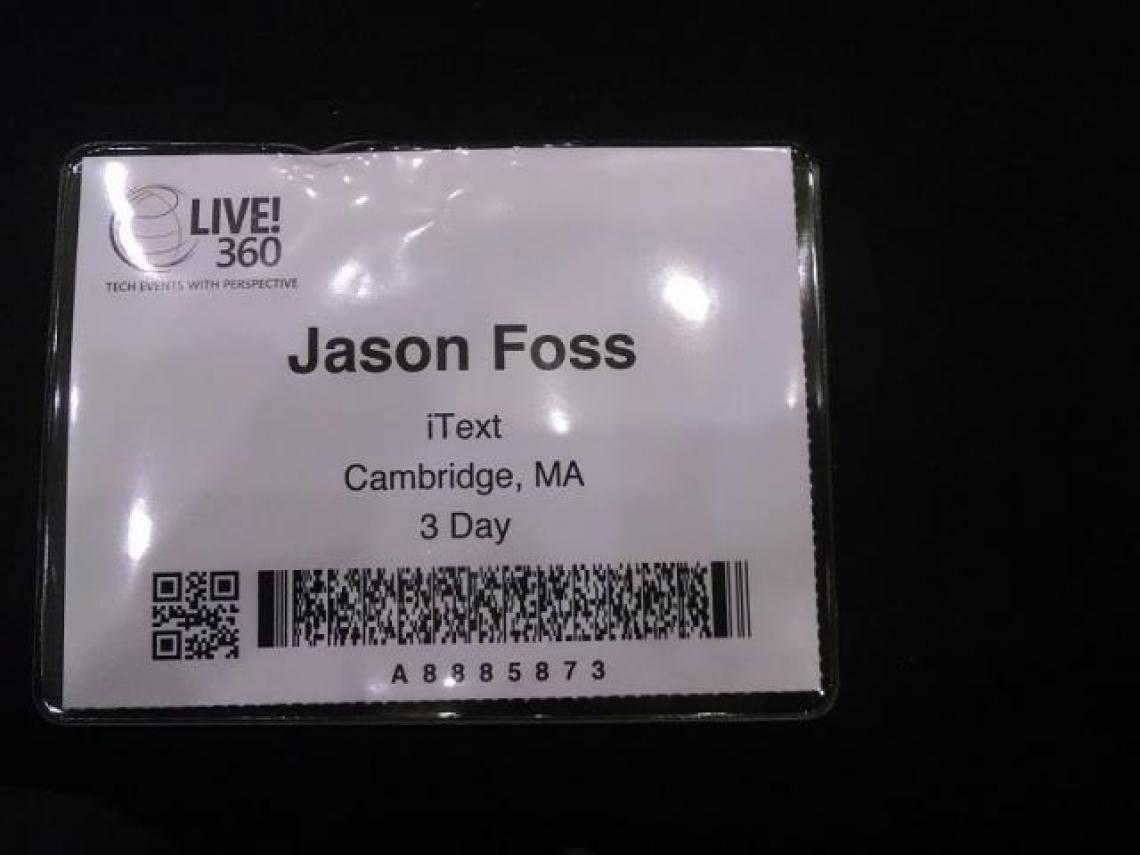 LIVE!
360
TECH EVENTS WITH PERSPECTIVE
Jason Foss
iText
Cambridge, MA
3 Day
A8885873